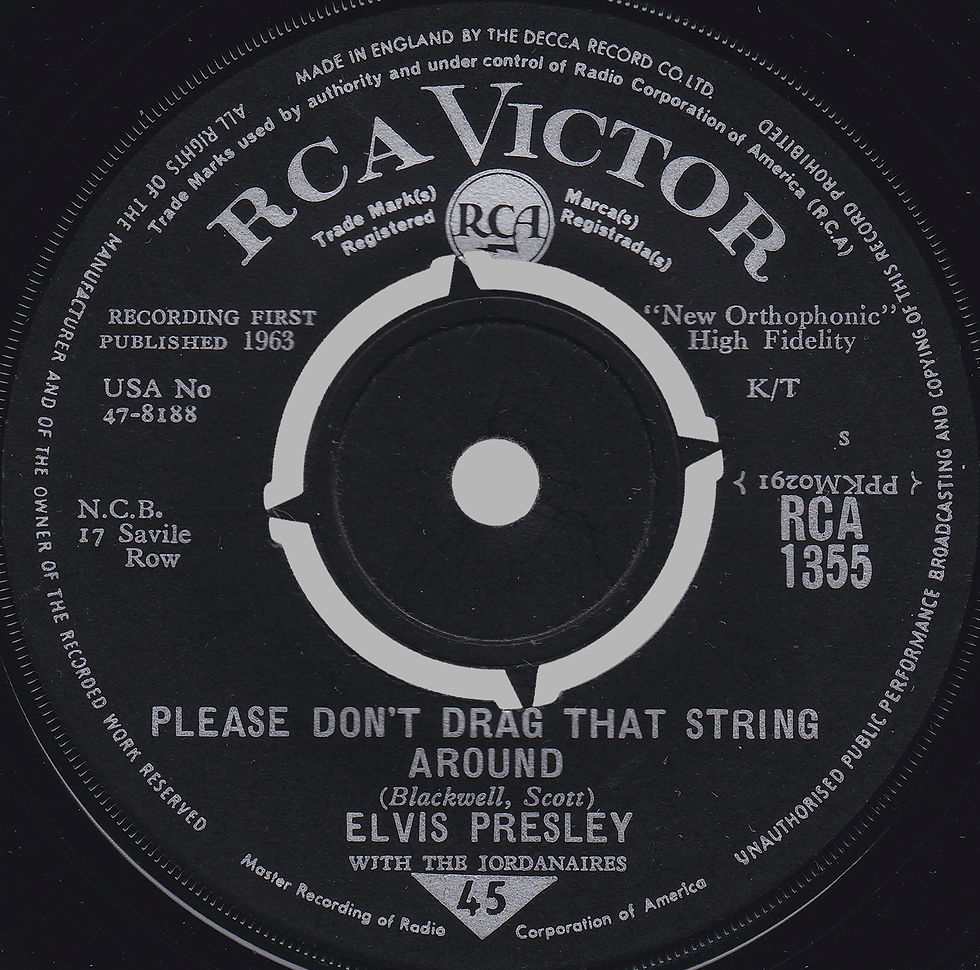 MADE IN ENGLAND BY THE DECCA RECORD CO. LTD.
ALL RIGHTS OF THE MANUFACTURER AND OF THE OWNER OF THE RECORDED WORK RESERVED
UNAUTHORISED PUBLIC PERFORMANCE BROADCASTING AND COPYING OF THIS RECORD PROHIBITED
Trade Marks used by authority and under control of Radio Corporation of America (R.C.A)
RCA VICTOR
Trade Mark(s)
Registered
RCA
Marca(s)
Registrada(s)
RECORDING FIRST
PUBLISHED 1963
"New Orthophonic"
High Fidelity
USA No
47-8188
K/T
S
{ PPKM0291 }
N.C.B.
17 Savile
Row
RCA
1355
PLEASE DON'T DRAG THAT STRING
AROUND
(Blackwell, Scott)
ELVIS PRESLEY
WITH THE JORDANAIRES
45
Master Recording of Radio Corporation of America